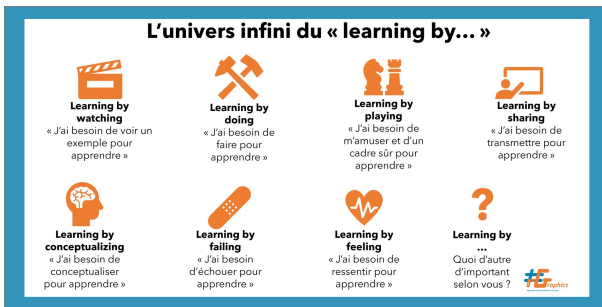 L'univers infini du « learning by... »
Learning by
watching
« J'ai besoin de voir un
exemple pour
apprendre »
Learning by
doing
« J'ai besoin de
faire pour
apprendre »
Learning by
playing
« J'ai besoin de
m'amuser et d'un
cadre sûr pour
apprendre »
Learning by
sharing
« J'ai besoin de
transmettre pour
apprendre »
Learning by
conceptualizing
« J'ai besoin de
conceptualiser
pour apprendre »
Learning by
failing
« J'ai besoin
d'échouer pour
apprendre »
Learning by
feeling
« J'ai besoin de
ressentir pour
apprendre »
Learning by
...
Quoi d'autre
d'important
selon vous ?